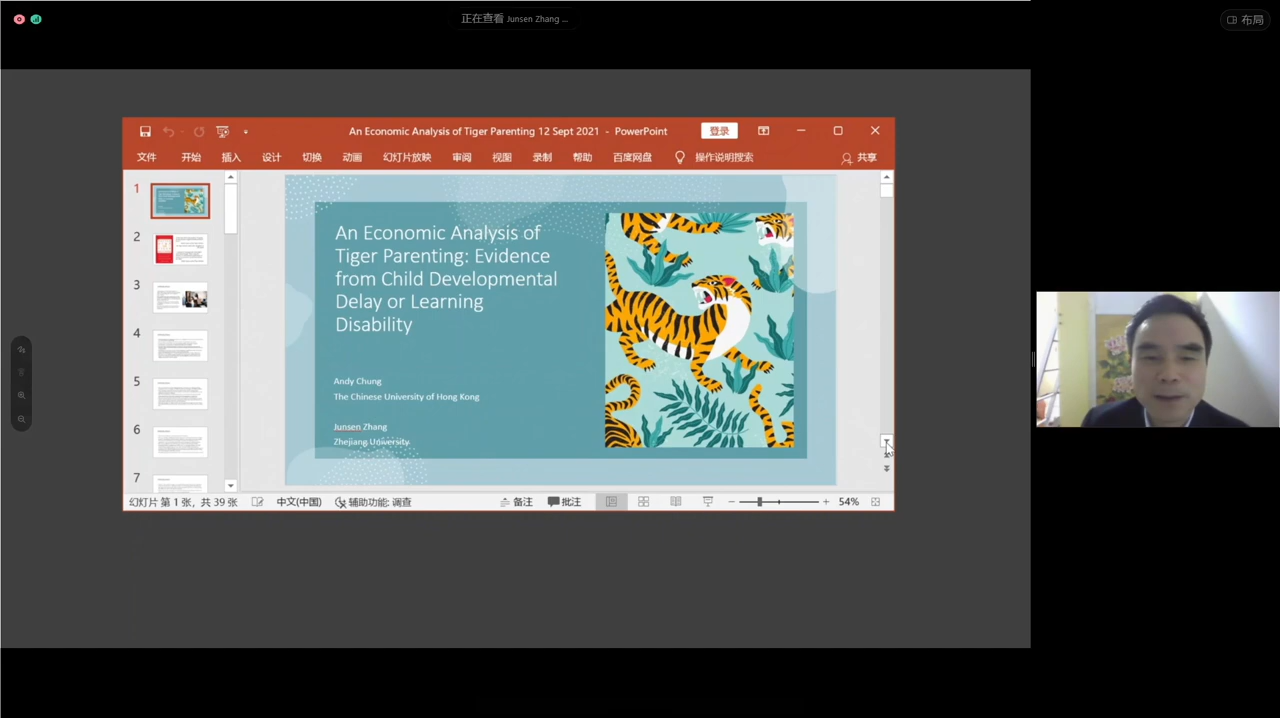 正在查看 Junsen Zhang ...
布局
An Economic Analysis of Tiger Parenting 12 Sept 2021 - PowerPoint
登录
文件 开始 插入 设计 切换 动画 幻灯片放映 审阅 视图 录制 帮助 百度网盘 操作说明搜索 共享
1
2
3
4
5
6
7
An Economic Analysis of
Tiger Parenting: Evidence
from Child Developmental
Delay or Learning
Disability
Andy Chung
The Chinese University of Hong Kong
Junsen Zhang
Zhejiang University
幻灯片 第 1 张，共 39 张 中文(中国) 辅助功能: 调查 备注 批注 54%